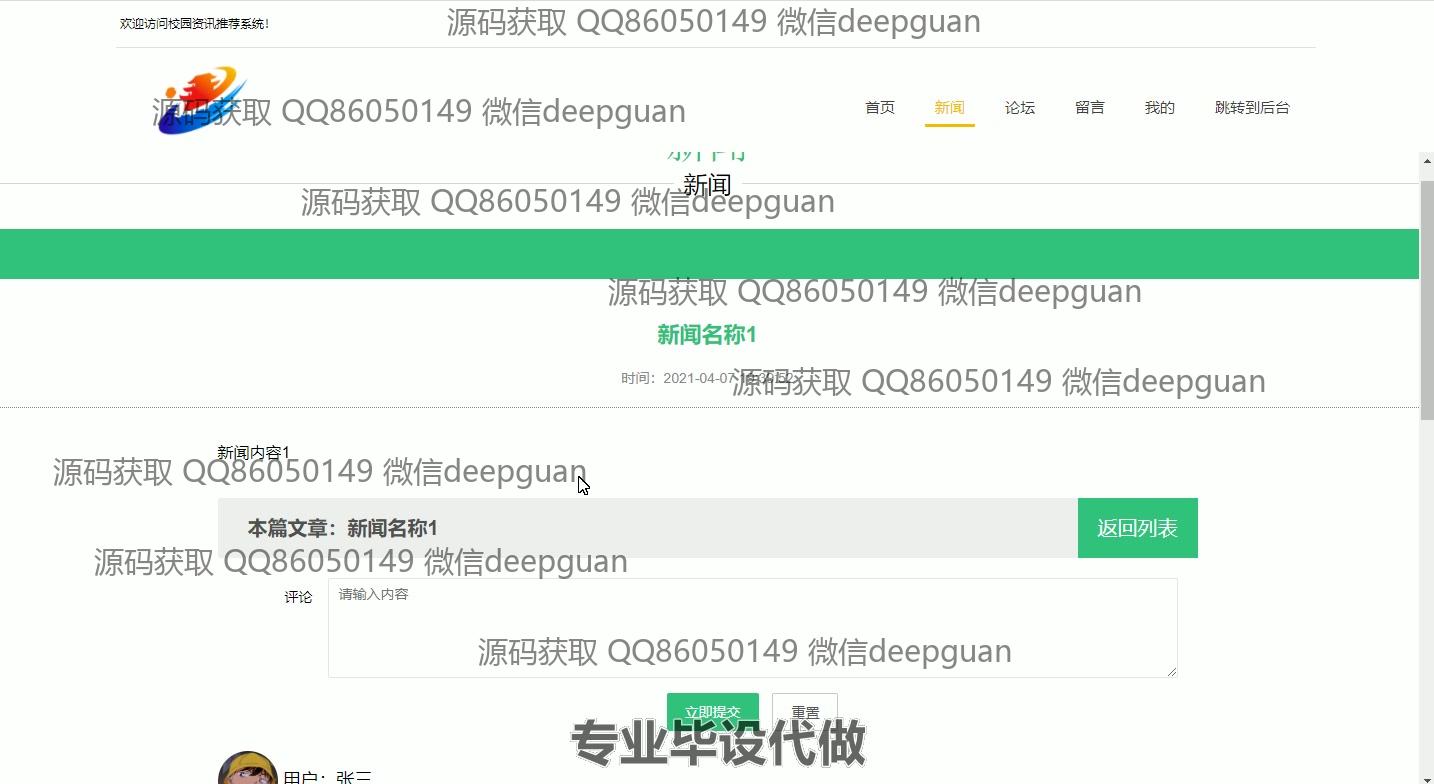 欢迎访问校园资讯推荐系统!
源码获取 QQ86050149 微信deepguan
源码获取 QQ86050149 微信deepguan
首页 新闻 论坛 留言 我的 跳转到后台
新闻
源码获取 QQ86050149 微信deepguan
源码获取 QQ86050149 微信deepguan
新闻名称1
时间：2021-04-07
源码获取 QQ86050149 微信deepguan
新闻内容1
源码获取 QQ86050149 微信deepguan
本篇文章：新闻名称1
返回列表
源码获取 QQ86050149 微信deepguan
评论
请输入内容
源码获取 QQ86050149 微信deepguan
立即提交 重置
专业毕设代做
用户：张三